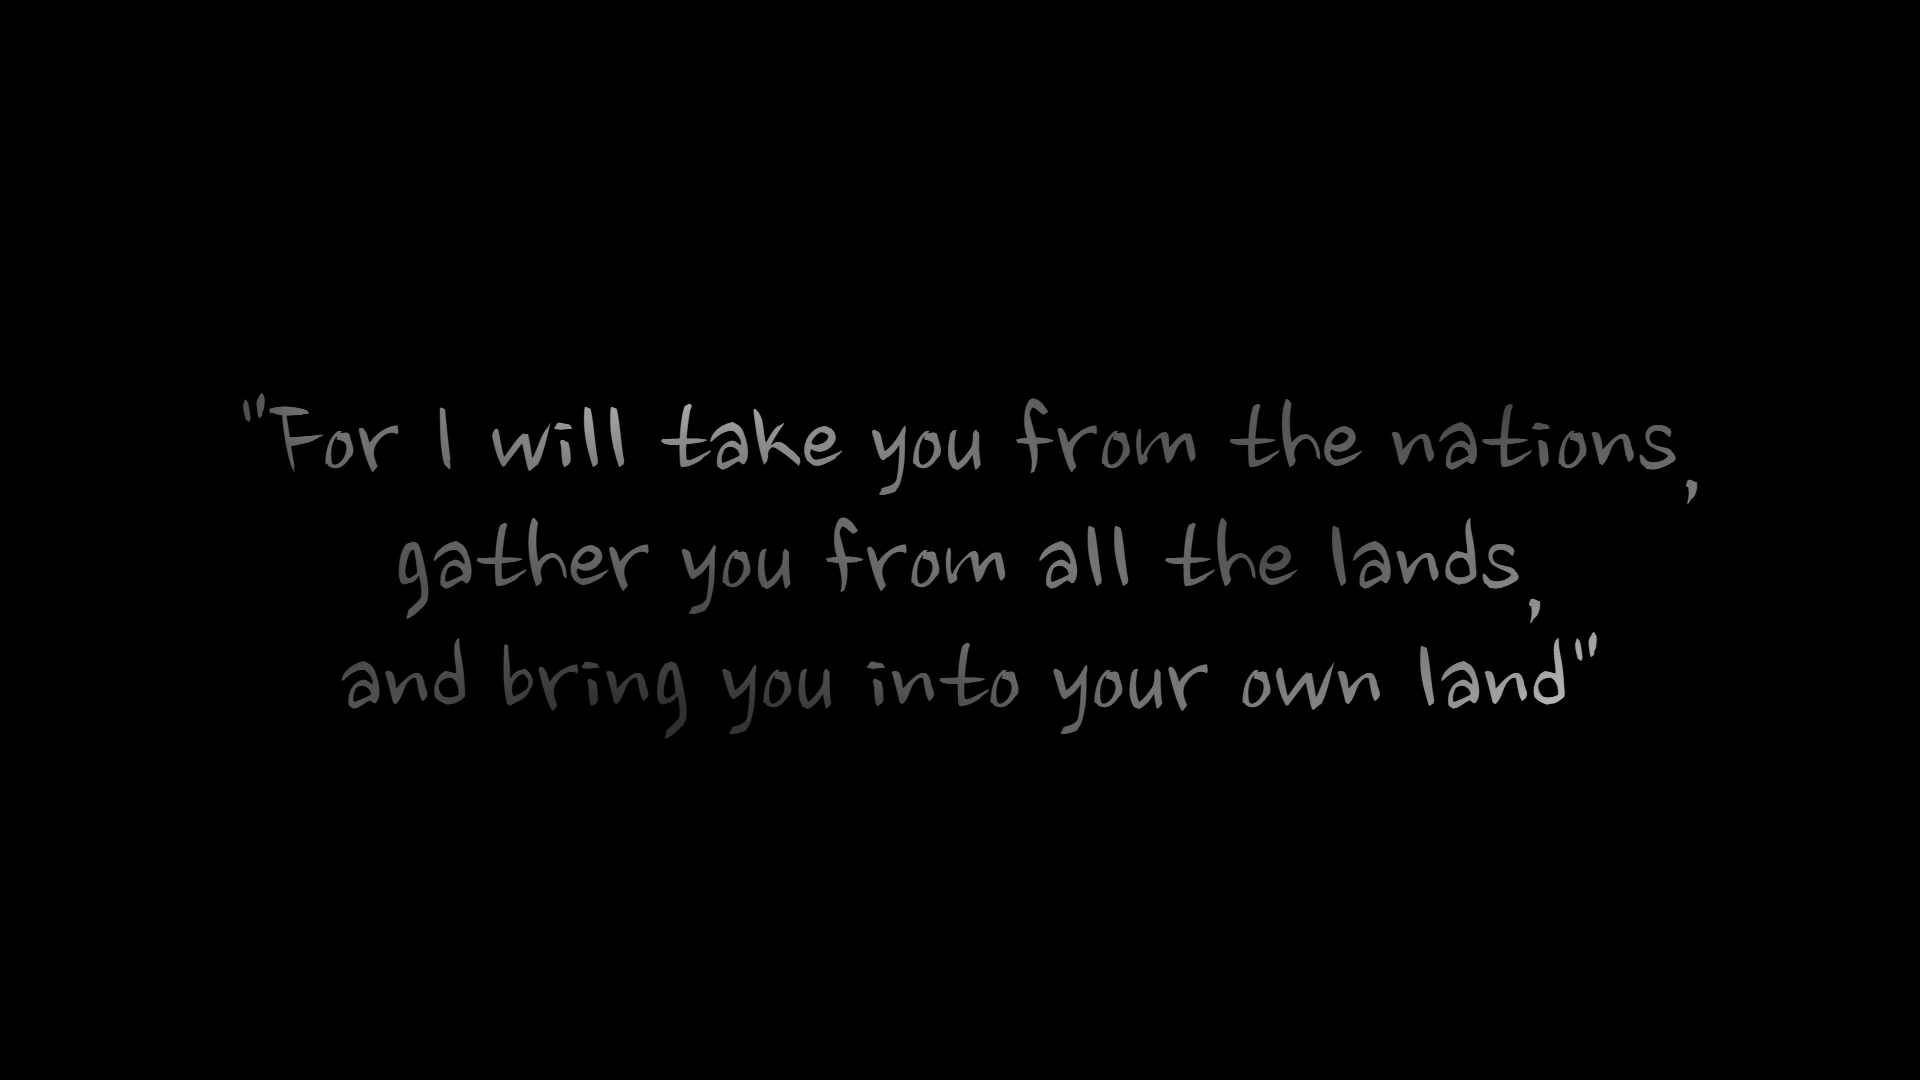 "For I will take you from the nations,
gather you from all the lands,
and bring you into your own land"